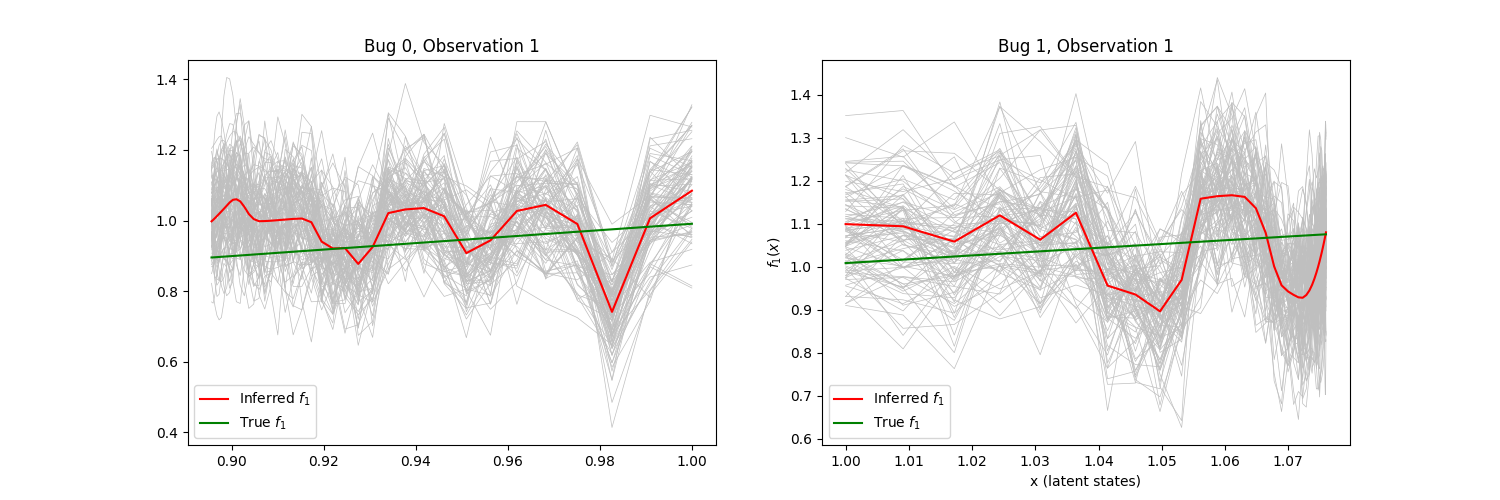 Bug 0, Observation 1
1.4
1.2
1.0
0.8
0.6
0.4
0.90 0.92 0.94 0.96 0.98 1.00
Inferred f₁
True f₁
Bug 1, Observation 1
f₁(x)
1.4
1.3
1.2
1.1
1.0
0.9
0.8
0.7
0.6
1.00 1.01 1.02 1.03 1.04 1.05 1.06 1.07
x (latent states)
Inferred f₁
True f₁